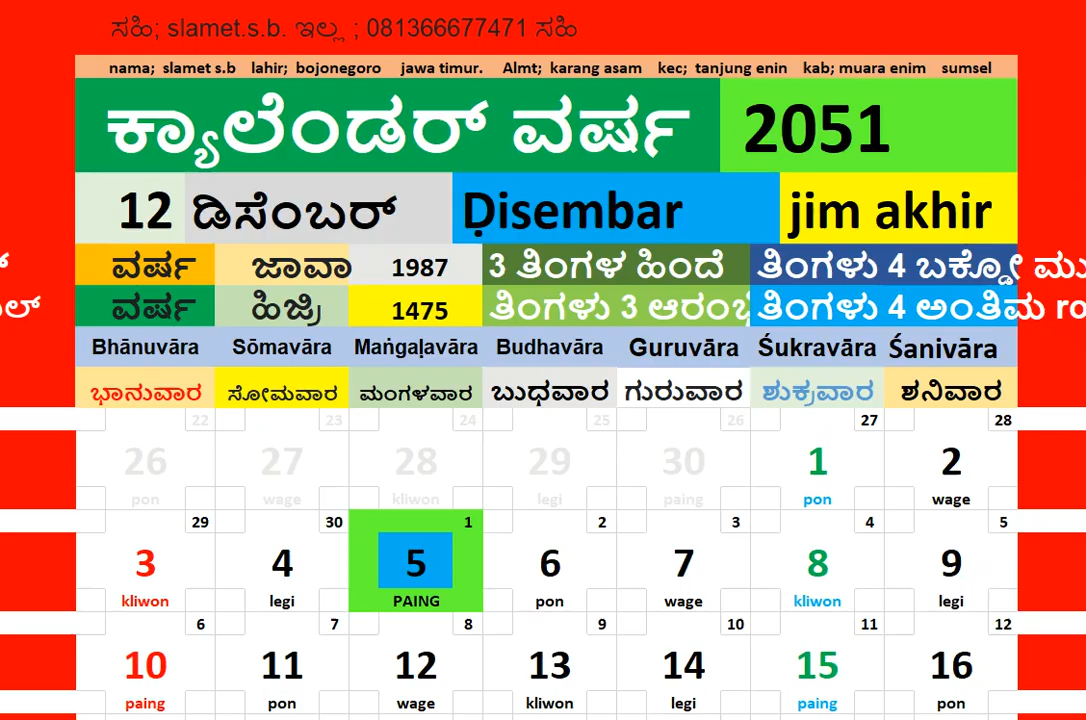 ಸಹಿ; slamet.s.b. ಇಲ್ಲ ; 081366677471 ಸಹಿ
nama; slamet s.b lahir; bojonegoro jawa timur. Almt; karang asam kec; tanjung enin kab; muara enim sumsel
ಕ್ಯಾಲೆಂಡರ್ ವರ್ಷ 2051
12 ಡಿಸೆಂಬರ್ Ḍisembar jim akhir
ವರ್ಷ ಜಾವಾ 1987 3 ತಿಂಗಳ ಹಿಂದೆ ತಿಂಗಳು 4
ವರ್ಷ ಹಿಜ್ರಿ 1475 ತಿಂಗಳು 3 ತಿಂಗಳು 4 ಅಂತಿಮ
Bhānuvāra Sōmavāra Maṅgaḷavāra Budhavāra Guruvāra Śukravāra Śanivāra
ಭಾನುವಾರ ಸೋಮವಾರ ಮಂಗಳವಾರ ಬುಧವಾರ ಗುರುವಾರ ಶುಕ್ರವಾರ ಶನಿವಾರ
22 23 24 25 26 27 28
26 27 28 29 30 1 2
pon wage kliwon legi paing pon wage
29 30 1 2 3 4 5
3 4 5 6 7 8 9
kliwon legi PAING pon wage kliwon legi
6 7 8 9 10 11 12
10 11 12 13 14 15 16
paing pon wage kliwon legi paing pon